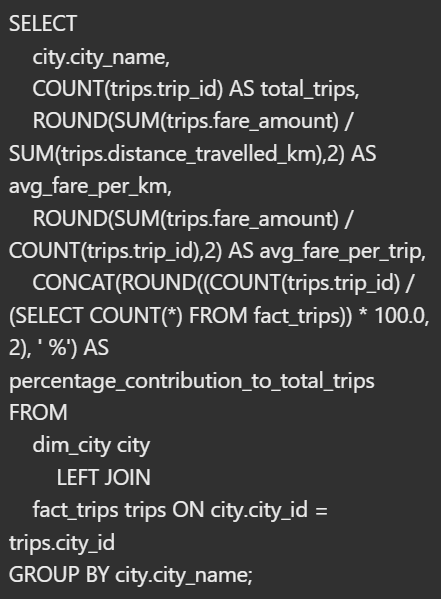 SELECT
city.city_name,
COUNT(trips.trip_id) AS total_trips,
ROUND(SUM(trips.fare_amount) /
SUM(trips.distance_travelled_km),2) AS
avg_fare_per_km,
ROUND(SUM(trips.fare_amount) /
COUNT(trips.trip_id),2) AS avg_fare_per_trip,
CONCAT(ROUND((COUNT(trips.trip_id) /
(SELECT COUNT(*) FROM fact_trips)) * 100.0,
2), ' %') AS
percentage_contribution_to_total_trips
FROM
dim_city city
LEFT JOIN
fact_trips trips ON city.city_id =
trips.city_id
GROUP BY city.city_name;